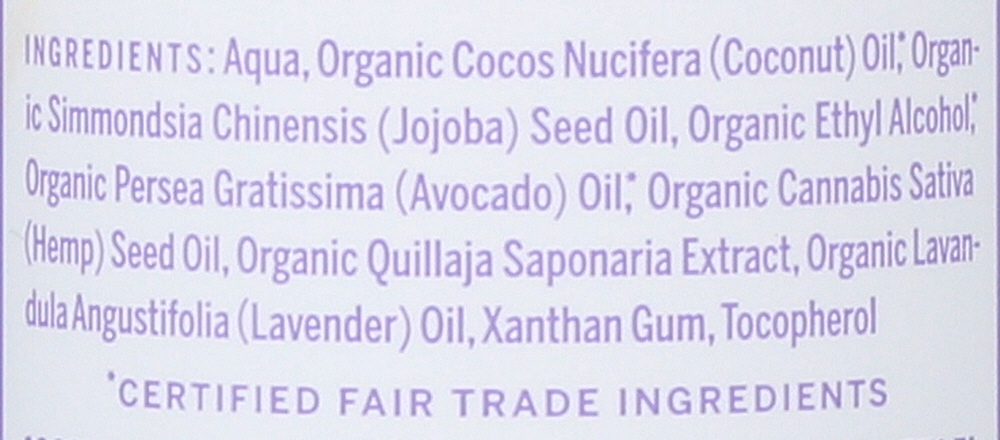 INGREDIENTS: Aqua, Organic Cocos Nucifera (Coconut) Oil,* Organ-
ic Simmondsia Chinensis (Jojoba) Seed Oil, Organic Ethyl Alcohol,*
Organic Persea Gratissima (Avocado) Oil,* Organic Cannabis Sativa
(Hemp) Seed Oil, Organic Quillaja Saponaria Extract, Organic Lavan-
dula Angustifolia (Lavender) Oil, Xanthan Gum, Tocopherol
*CERTIFIED FAIR TRADE INGREDIENTS